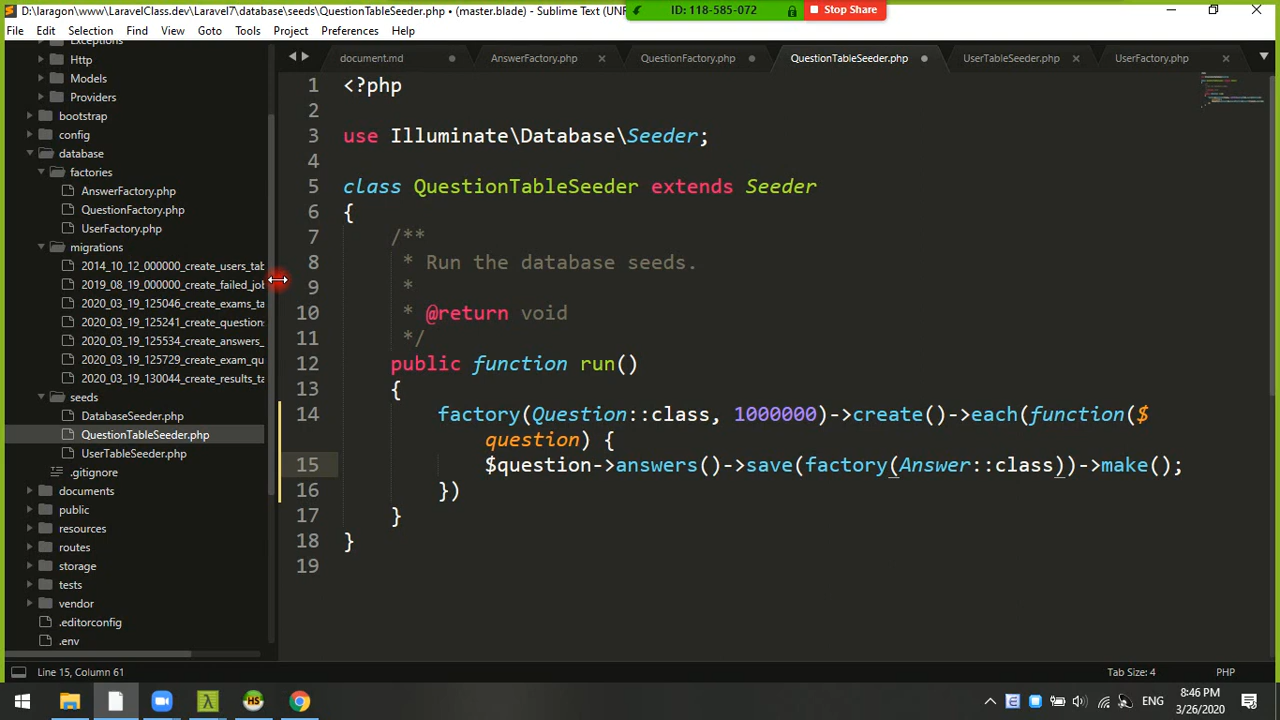 D:\laragon\www\LaravelClass.dev\Laravel7\database\seeds\QuestionTableSeeder.php • (master.blade) - Sublime Text (UNR
ID: 118-585-072
Stop Share
File Edit Selection Find View Goto Tools Project Preferences Help
document.md
AnswerFactory.php
QuestionFactory.php
QuestionTableSeeder.php
UserTableSeeder.php
UserFactory.php
Exceptions
Http
Models
Providers
bootstrap
config
database
factories
AnswerFactory.php
QuestionFactory.php
UserFactory.php
migrations
2014_10_12_000000_create_users_tab
2019_08_19_000000_create_failed_job
2020_03_19_125046_create_exams_ta
2020_03_19_125241_create_question:
2020_03_19_125534_create_answers_
2020_03_19_125729_create_exam_qu
2020_03_19_130044_create_results_ta
seeds
DatabaseSeeder.php
QuestionTableSeeder.php
UserTableSeeder.php
.gitignore
documents
public
resources
routes
storage
tests
vendor
.editorconfig
.env
1 <?php
2
3 use Illuminate\Database\Seeder;
4
5 class QuestionTableSeeder extends Seeder
6 {
7 /**
8 * Run the database seeds.
9 *
10 * @return void
11 */
12 public function run()
13 {
14 factory(Question::class, 1000000)->create()->each(function($
question) {
15 $question->answers()->save(factory(Answer::class))->make();
16 })
17 }
18 }
19
Line 15, Column 61
Tab Size: 4
PHP
ENG
8:46 PM
3/26/2020